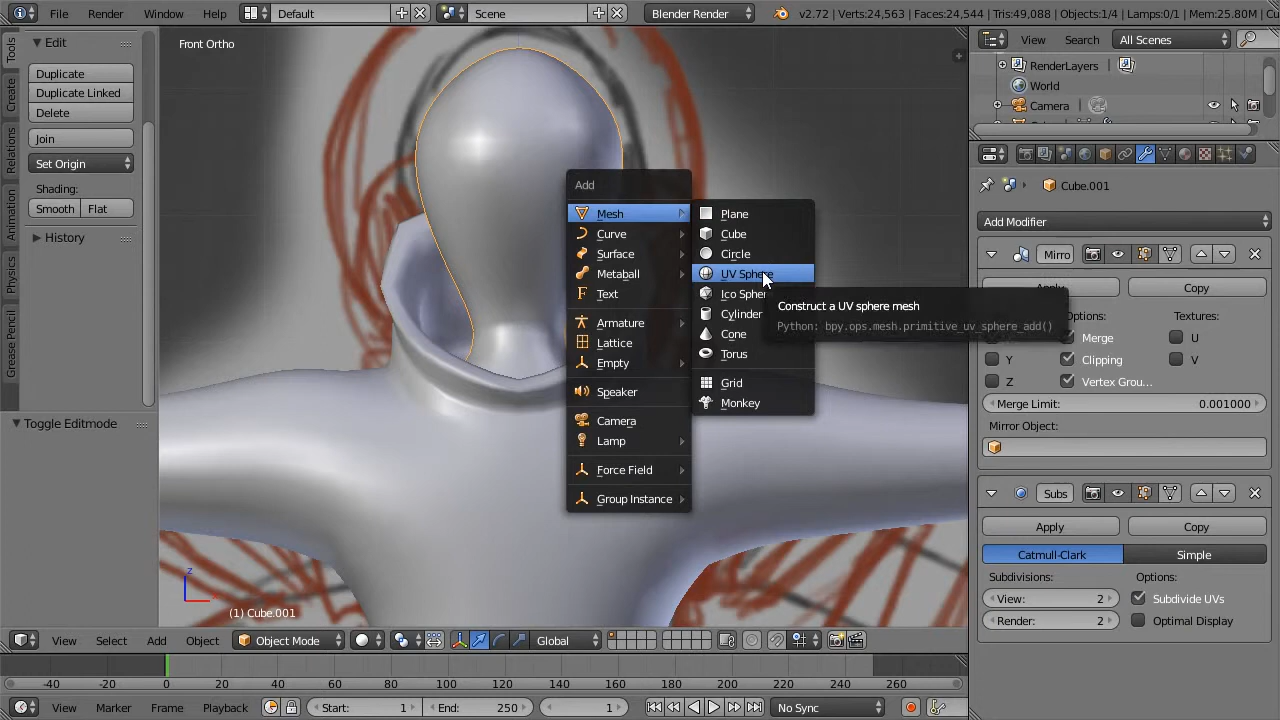 File Render Window Help Default Scene Blender Render v2.72 | Verts:24,563 | Faces:24,544 | Tris:49,088 | Objects:1/4 | Lamps:0/1 | Mem:25.80M
Tools
Create
Relations
Animation
Physics
Grease Pencil
Edit
Duplicate
Duplicate Linked
Delete
Join
Set Origin
Shading:
Smooth Flat
History
Toggle Editmode
Front Ortho
Add
Mesh
Curve
Surface
Metaball
Text
Armature
Lattice
Empty
Speaker
Camera
Lamp
Force Field
Group Instance
Plane
Cube
Circle
UV Sphere
Ico Spher
Cylinder
Cone
Torus
Grid
Monkey
Construct a UV sphere mesh
Python: bpy.ops.mesh.primitive_uv_sphere_add()
z
(1) Cube.001
View Select Add Object Object Mode Global
-40 -20 0 20 40 60 80 100 120 140 160 180 200 220 240 260
View Marker Frame Playback Start: 1 End: 250 1 No Sync
View Search All Scenes
RenderLayers
World
Camera
Cube.001
Add Modifier
Mirro
Apply Copy
Options: Textures:
Merge U
Y Clipping V
Z Vertex Grou...
Merge Limit: 0.001000
Mirror Object:
Subs
Apply Copy
Catmull-Clark Simple
Subdivisions: Options:
View: 2 Subdivide UVs
Render: 2 Optimal Display